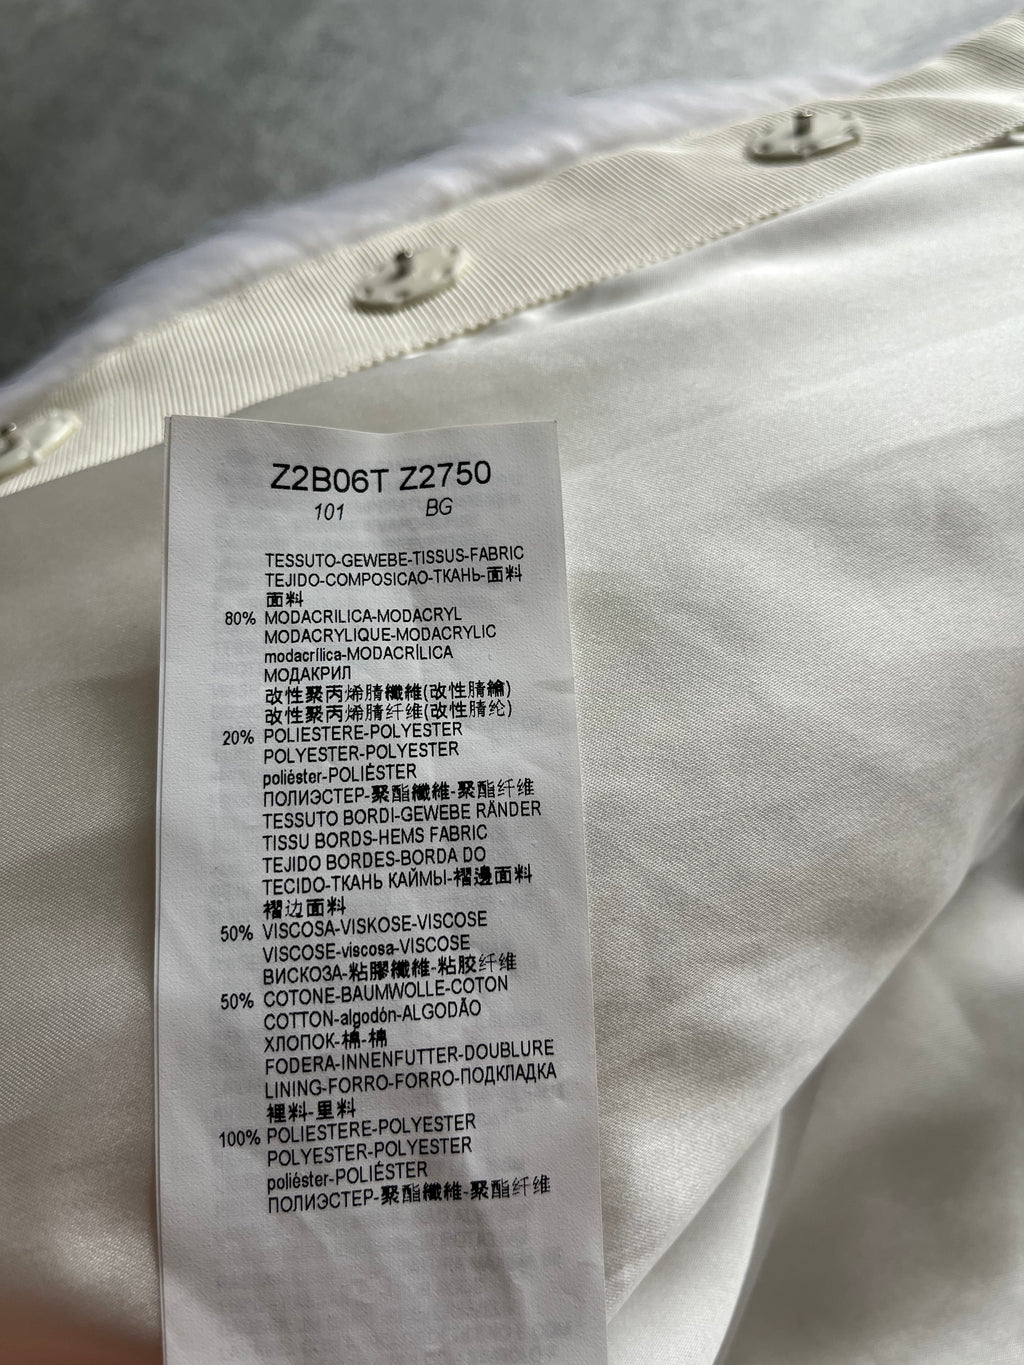 Z2B06T Z2750
101 BG
TESSUTO-GEWEBE-TISSUS-FABRIC
TEJIDO-COMPOSICAO-ТКАНЬ-面料
面料
80% MODACRILICA-MODACRYL
MODACRYLIQUE-MODACRYLIC
modacrílica-MODACRÍLICA
МОДАКРИЛ
改性聚丙烯腈纖維(改性腈綸)
改性聚丙烯腈纤维(改性腈纶)
20% POLIESTERE-POLYESTER
POLYESTER-POLYESTER
poliéster-POLIÉSTER
ПОЛИЭСТЕР-聚酯纖維-聚酯纤维
TESSUTO BORDI-GEWEBE RÄNDER
TISSU BORDS-HEMS FABRIC
TEJIDO BORDES-BORDA DO
TECIDO-ТКАНЬ КАЙМЫ-褶邊面料
褶边面料
50% VISCOSA-VISKOSE-VISCOSE
VISCOSE-viscosa-VISCOSE
ВИСКОЗА-粘膠纖維-粘胶纤维
50% COTONE-BAUMWOLLE-COTON
COTTON-algodón-ALGODÃO
ХЛОПОК-棉-棉
FODERA-INNENFUTTER-DOUBLURE
LINING-FORRO-FORRO-ПОДКЛАДКА
裡料-里料
100% POLIESTERE-POLYESTER
POLYESTER-POLYESTER
poliéster-POLIÉSTER
ПОЛИЭСТЕР-聚酯纖維-聚酯纤维